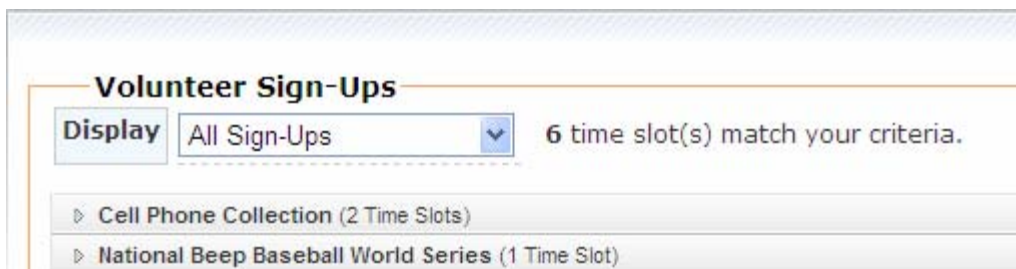 Volunteer Sign-Ups
Display All Sign-Ups 6 time slot(s) match your criteria.
Cell Phone Collection (2 Time Slots)
National Beep Baseball World Series (1 Time Slot)